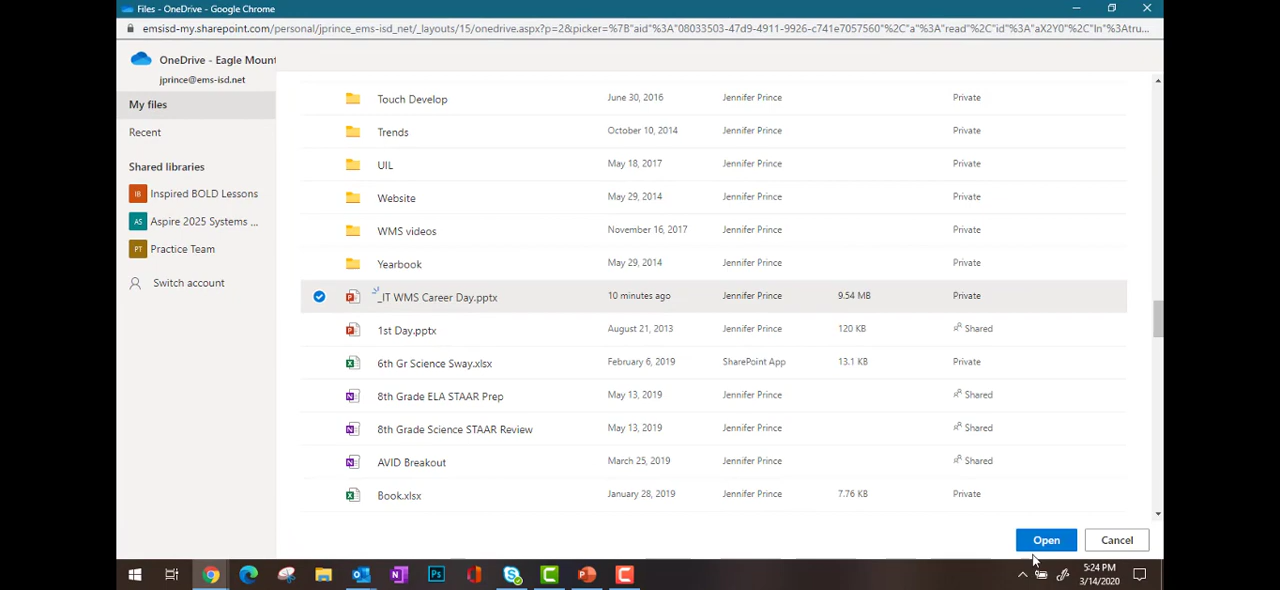 Files - OneDrive - Google Chrome
emsisd-my.sharepoint.com/personal/jprince_ems-isd_net/_layouts/15/onedrive.aspx?p=2&picker=%7B"aid"%3A"08033503-47d9-4911-9926-c741e7057560"%2C"a"%3A"read"%2C"id"%3A"aX2Y0"%2C"ln"%3Atru...
OneDrive - Eagle Mount
jprince@ems-isd.net
My files
Recent
Shared libraries
IB Inspired BOLD Lessons
AS Aspire 2025 Systems ...
PT Practice Team
Switch account
Touch Develop June 30, 2016 Jennifer Prince Private
Trends October 10, 2014 Jennifer Prince Private
UIL May 18, 2017 Jennifer Prince Private
Website May 29, 2014 Jennifer Prince Private
WMS videos November 16, 2017 Jennifer Prince Private
Yearbook May 29, 2014 Jennifer Prince Private
_IT WMS Career Day.pptx 10 minutes ago Jennifer Prince 9.54 MB Private
1st Day.pptx August 21, 2013 Jennifer Prince 120 KB Shared
6th Gr Science Sway.xlsx February 6, 2019 SharePoint App 13.1 KB Private
8th Grade ELA STAAR Prep May 13, 2019 Jennifer Prince Shared
8th Grade Science STAAR Review May 13, 2019 Jennifer Prince Shared
AVID Breakout March 25, 2019 Jennifer Prince Shared
Book.xlsx January 28, 2019 Jennifer Prince 7.76 KB Private
Open Cancel
5:24 PM
3/14/2020